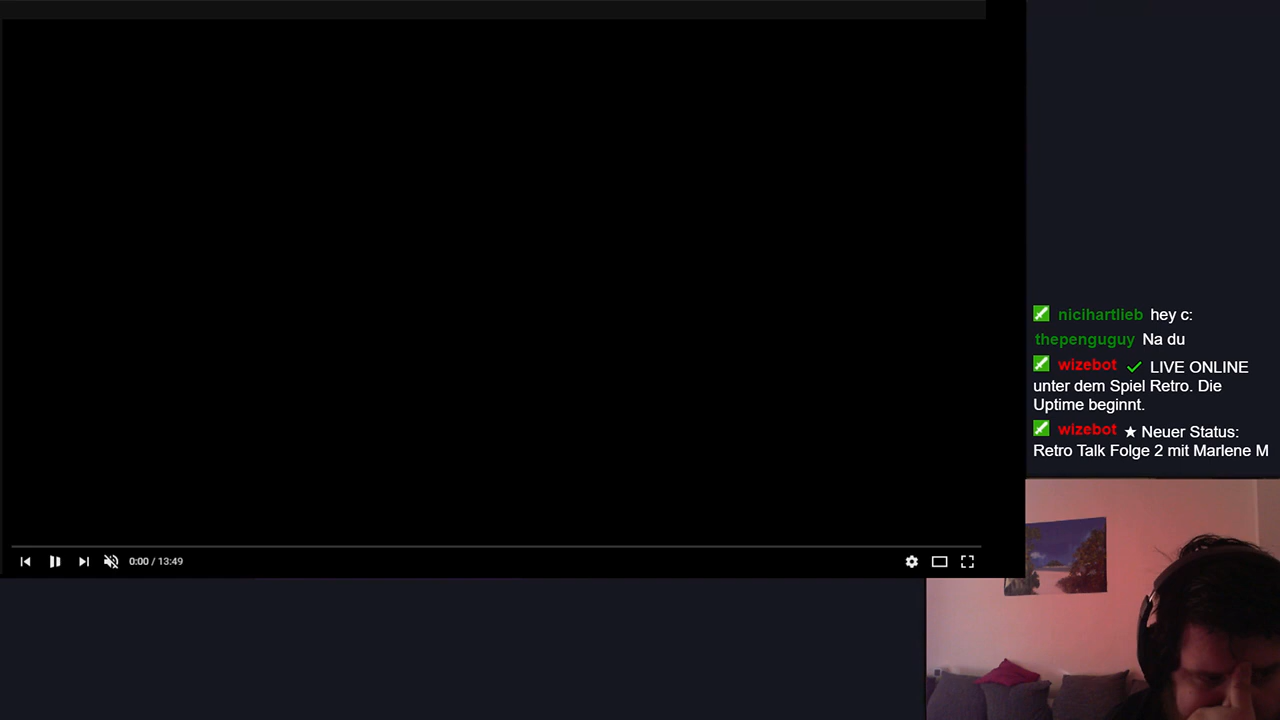 nicihartlieb hey c:
thepenguguy Na du
wizebot ✓ LIVE ONLINE
unter dem Spiel Retro. Die
Uptime beginnt.
wizebot ★ Neuer Status:
Retro Talk Folge 2 mit Marlene M
0:00 / 13:49